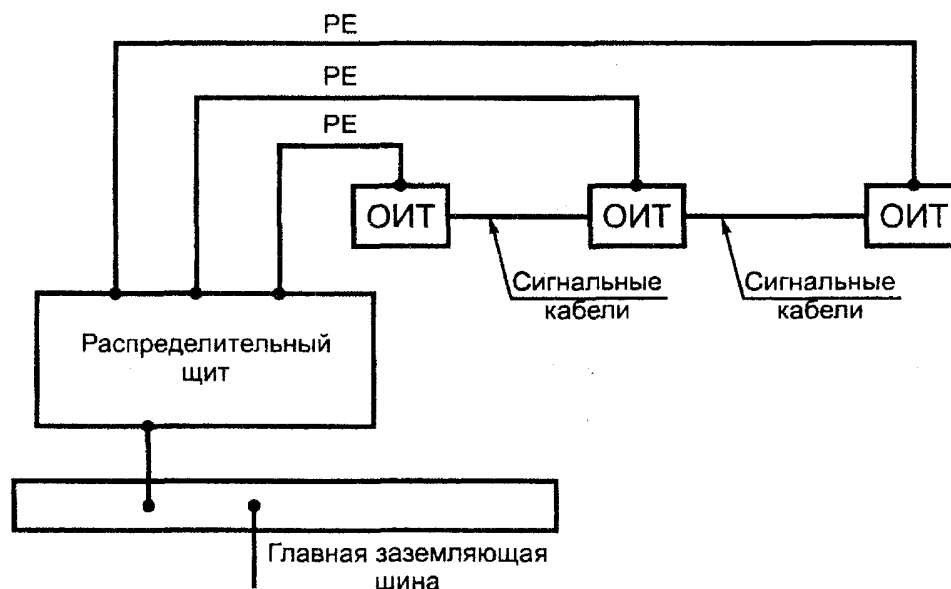 PE
PE
PE
ОИТ
ОИТ
ОИТ
Сигнальные
кабели
Сигнальные
кабели
Распределительный
щит
Главная заземляющая
шина